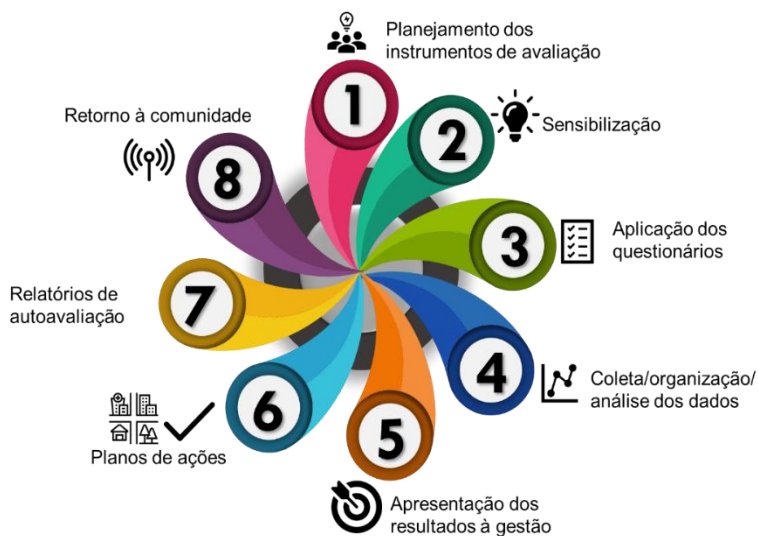 1
Planejamento dos
instrumentos de avaliação
2
Sensibilização
3
Aplicação dos
questionários
4
Coleta/organização/
análise dos dados
5
Apresentação dos
resultados à gestão
6
Planos de ações
7
Relatórios de
autoavaliação
8
Retorno à comunidade